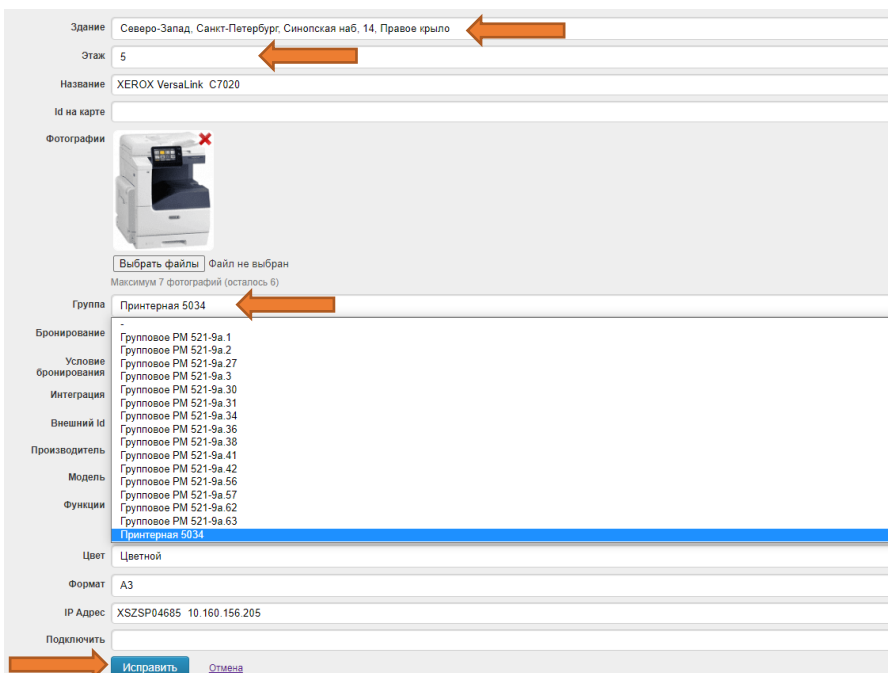 Здание Северо-Запад, Санкт-Петербург, Синопская наб, 14, Правое крыло
Этаж 5
Название XEROX VersaLink C7020
Id на карте
Фотографии
Выбрать файлы Файл не выбран
Максимум 7 фотографий (осталось 6)
Группа Принтерная 5034
-
Бронирование
Групповое РМ 521-9а.1
Групповое РМ 521-9а.2
Условие бронирования
Групповое РМ 521-9а.27
Групповое РМ 521-9а.3
Интеграция
Групповое РМ 521-9а.30
Групповое РМ 521-9а.31
Групповое РМ 521-9а.34
Внешний Id
Групповое РМ 521-9а.36
Групповое РМ 521-9а.38
Производитель
Групповое РМ 521-9а.41
Групповое РМ 521-9а.42
Модель
Групповое РМ 521-9а.56
Групповое РМ 521-9а.57
Функции
Групповое РМ 521-9а.62
Групповое РМ 521-9а.63
Принтерная 5034
Цвет Цветной
Формат А3
IP Адрес XSZSP04685 10.160.156.205
Подключить
Исправить Отмена